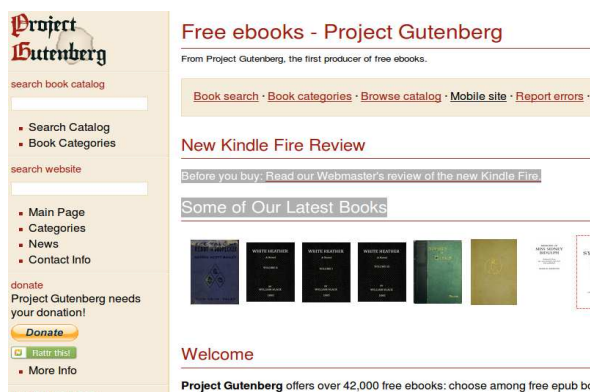 Project
Gutenberg
search book catalog
Search Catalog
Book Categories
search website
Main Page
Categories
News
Contact Info
donate
Project Gutenberg needs
your donation!
Donate
Flattr this!
More Info
Free ebooks - Project Gutenberg
From Project Gutenberg, the first producer of free ebooks.
Book search · Book categories · Browse catalog · Mobile site · Report errors ·
New Kindle Fire Review
Before you buy: Read our Webmaster's review of the new Kindle Fire.
Some of Our Latest Books
WHITE HEATHER
WHITE HEATHER
WHITE HEATHER
Welcome
Project Gutenberg offers over 42,000 free ebooks: choose among free epub bo